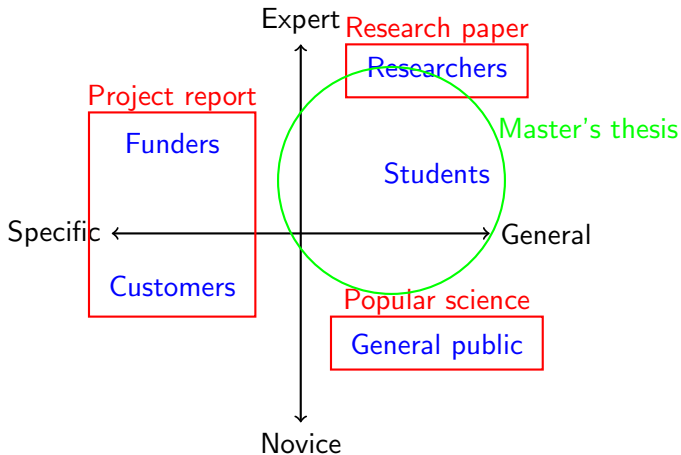 Expert
Research paper
Researchers
Project report
Master's thesis
Funders
Students
Specific
General
Customers
Popular science
General public
Novice